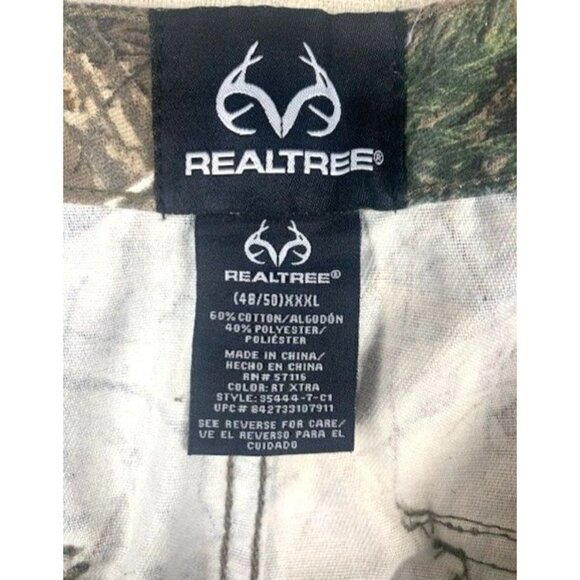 REALTREE®
REALTREE®
(48/50)XXXL
60% COTTON/ALGODÓN
40% POLYESTER/
POLIÉSTER
MADE IN CHINA/
HECHO EN CHINA
RN# 57116
COLOR: RT XTRA
STYLE: 35444-7-C1
UPC# 842733107911
SEE REVERSE FOR CARE/
VE EL REVERSO PARA EL
CUIDADO